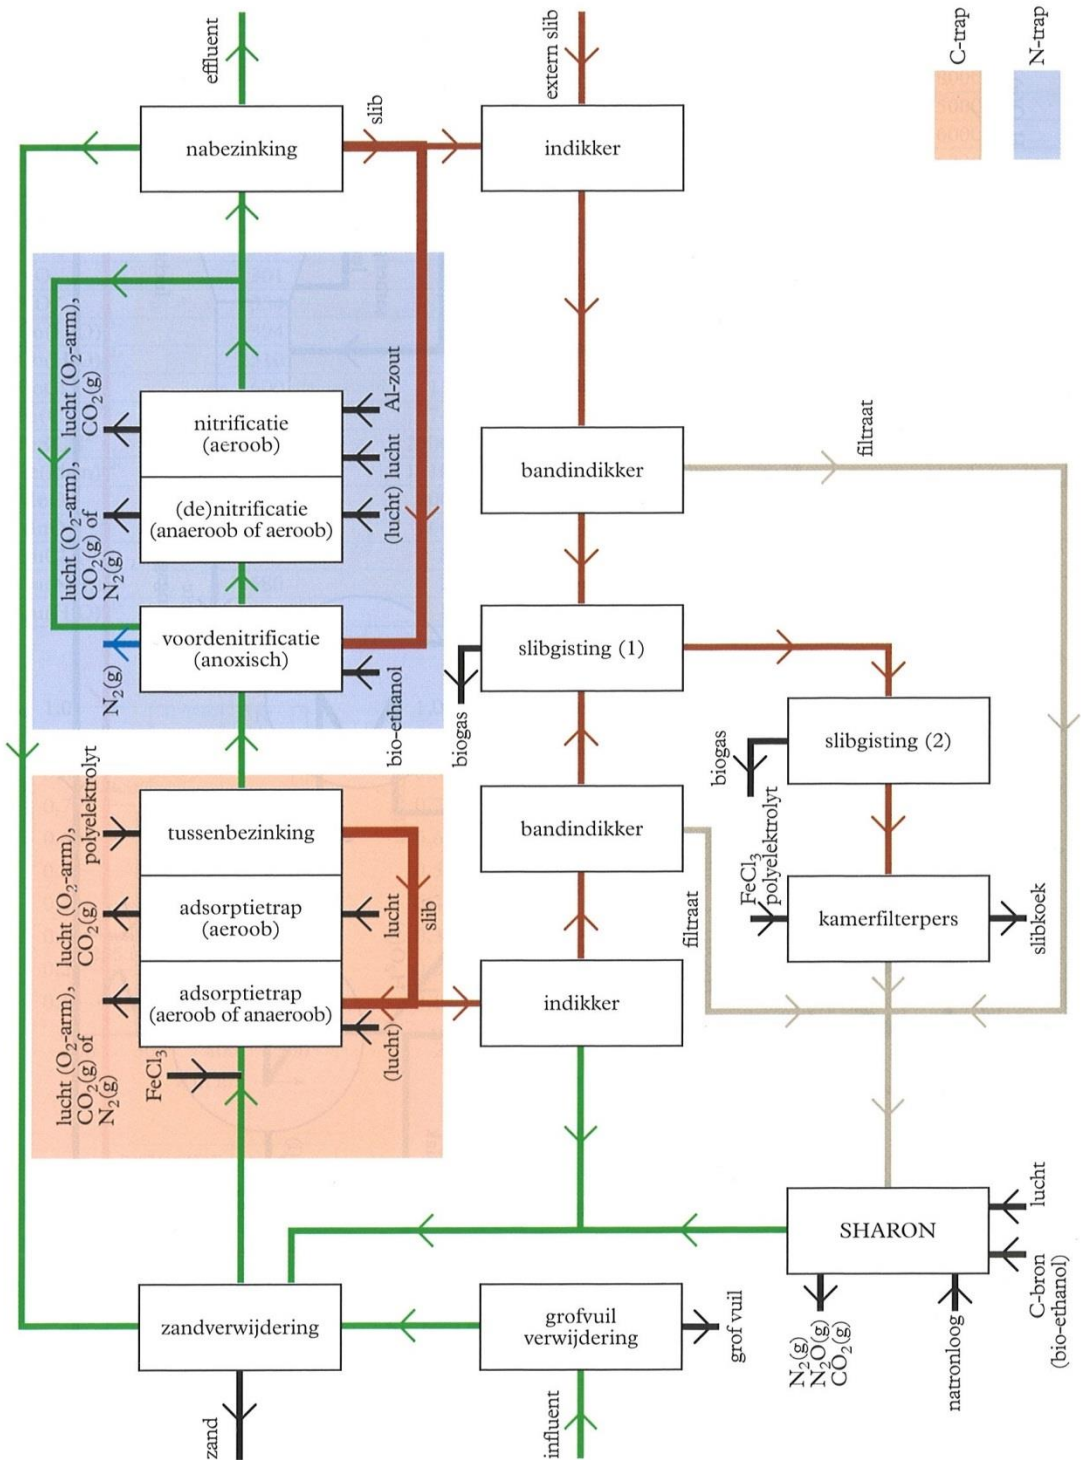 effluent
extern slib
C-trap
N-trap
nabezinking
slib
indikker
lucht (O₂-arm),
CO₂(g)
nitrificatie
(aeroob)
Al-zout
lucht
lucht (O₂-arm),
CO₂(g) of
N₂(g)
(de)nitrificatie
(anaeroob of aeroob)
(lucht)
bandindikker
filtraat
N₂(g)
voordenitrificatie
(anoxisch)
bio-ethanol
slibgisting (1)
biogas
slibgisting (2)
biogas
polyelektrolyt
tussenbezinking
bandindikker
filtraat
FeCl₃
polyelektrolyt
kamerfilterpers
slibkoek
lucht (O₂-arm),
CO₂(g)
adsorptietrap
(aeroob)
lucht
slib
lucht (O₂-arm),
CO₂(g) of
N₂(g)
adsorptietrap
(aeroob of anaeroob)
(lucht)
FeCl₃
indikker
SHARON
lucht
C-bron
(bio-ethanol)
natronloog
N₂(g)
N₂O(g)
CO₂(g)
zandverwijdering
grofvuil
verwijdering
grof vuil
zand
influent